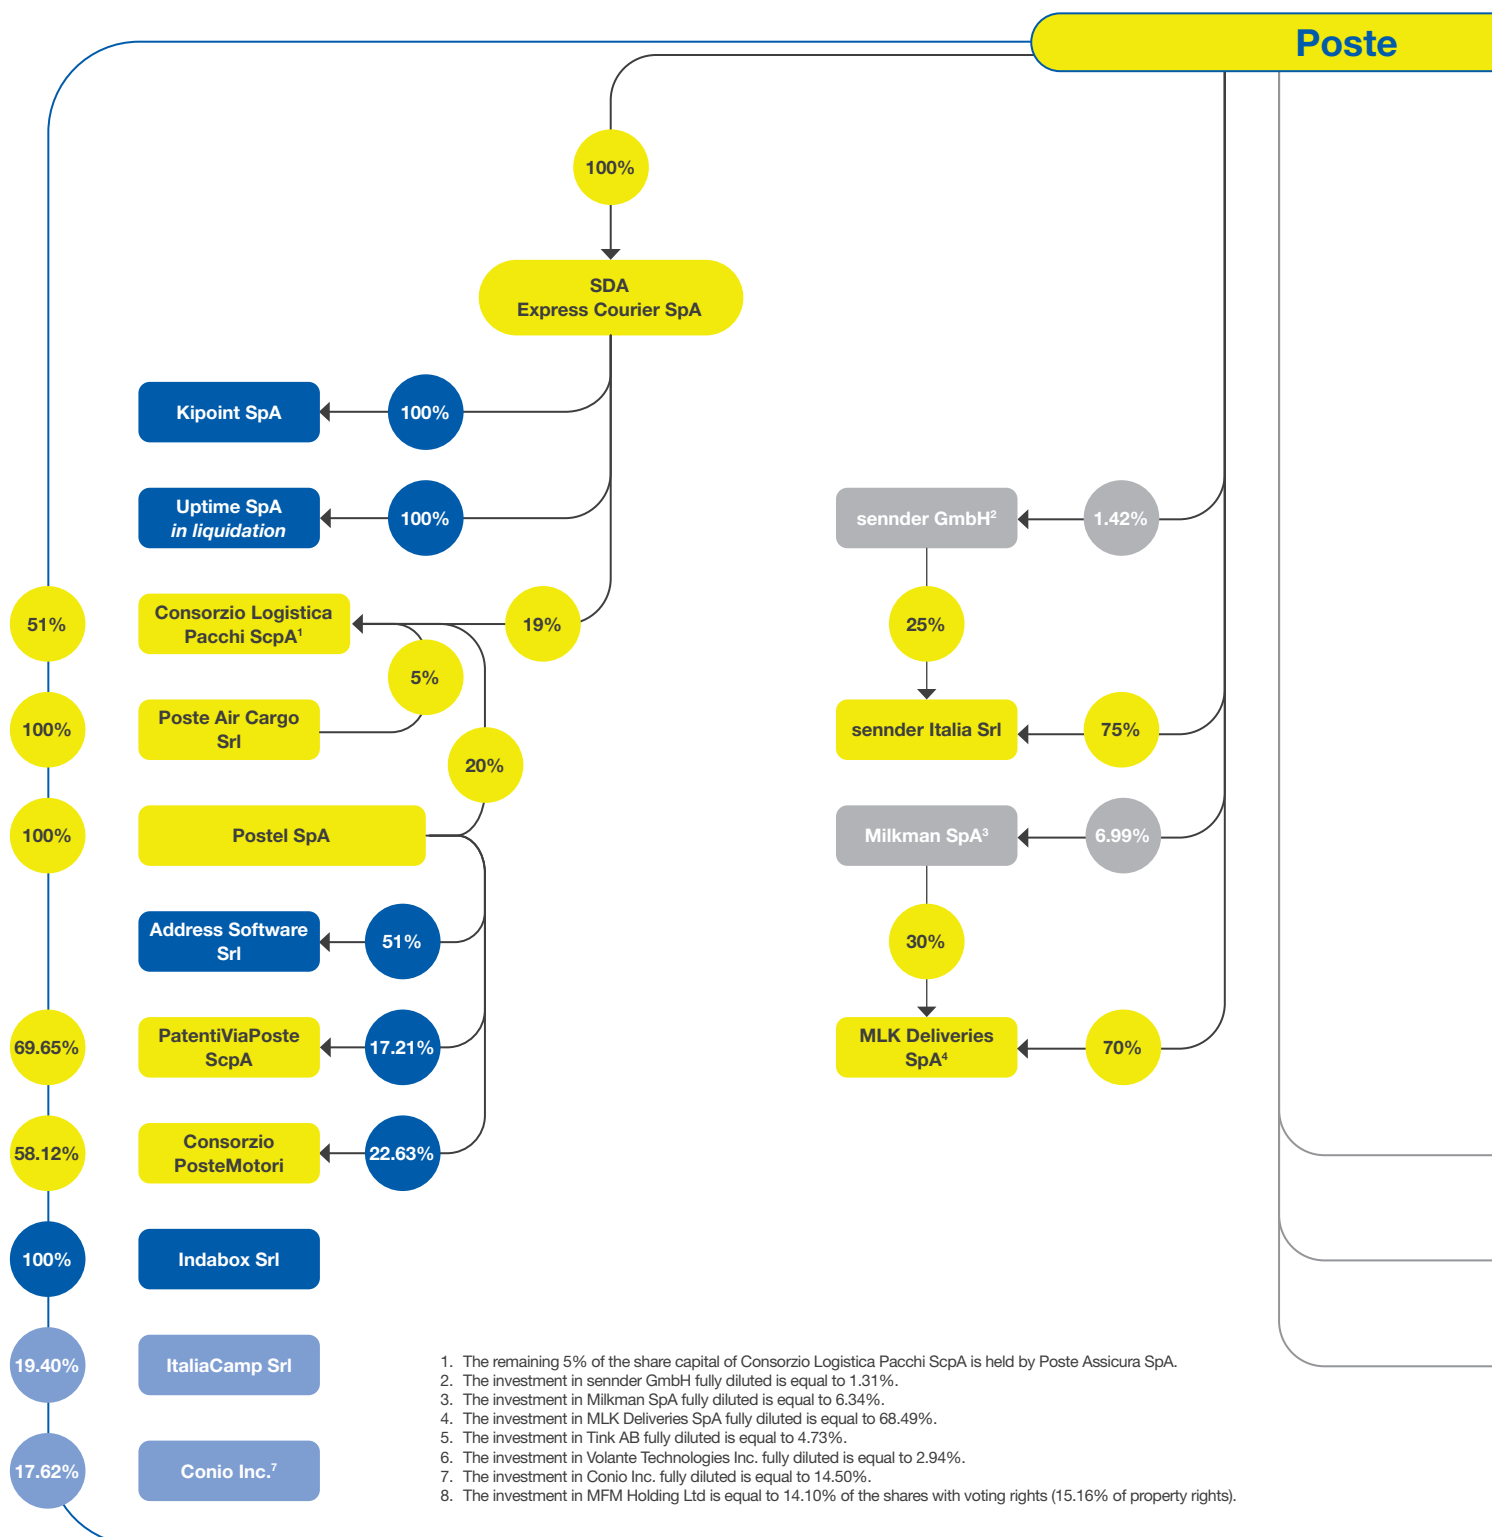 Poste
100%
SDA
Express Courier SpA
Kipoint SpA
100%
Uptime SpA
in liquidation
100%
sennder GmbH²
1.42%
51%
Consorzio Logistica
Pacchi ScpA¹
19%
25%
5%
100%
Poste Air Cargo
Srl
sennder Italia Srl
75%
20%
100%
Postel SpA
Milkman SpA³
6.99%
Address Software
Srl
51%
30%
69.65%
PatentiViaPoste
ScpA
17.21%
MLK Deliveries
SpA⁴
70%
58.12%
Consorzio
PosteMotori
22.63%
100%
Indabox Srl
19.40%
ItaliaCamp Srl
17.62%
Conio Inc.⁷
1. The remaining 5% of the share capital of Consorzio Logistica Pacchi ScpA is held by Poste Assicura SpA.
2. The investment in sennder GmbH fully diluted is equal to 1.31%.
3. The investment in Milkman SpA fully diluted is equal to 6.34%.
4. The investment in MLK Deliveries SpA fully diluted is equal to 68.49%.
5. The investment in Tink AB fully diluted is equal to 4.73%.
6. The investment in Volante Technologies Inc. fully diluted is equal to 2.94%.
7. The investment in Conio Inc. fully diluted is equal to 14.50%.
8. The investment in MFM Holding Ltd is equal to 14.10% of the shares with voting rights (15.16% of property rights).